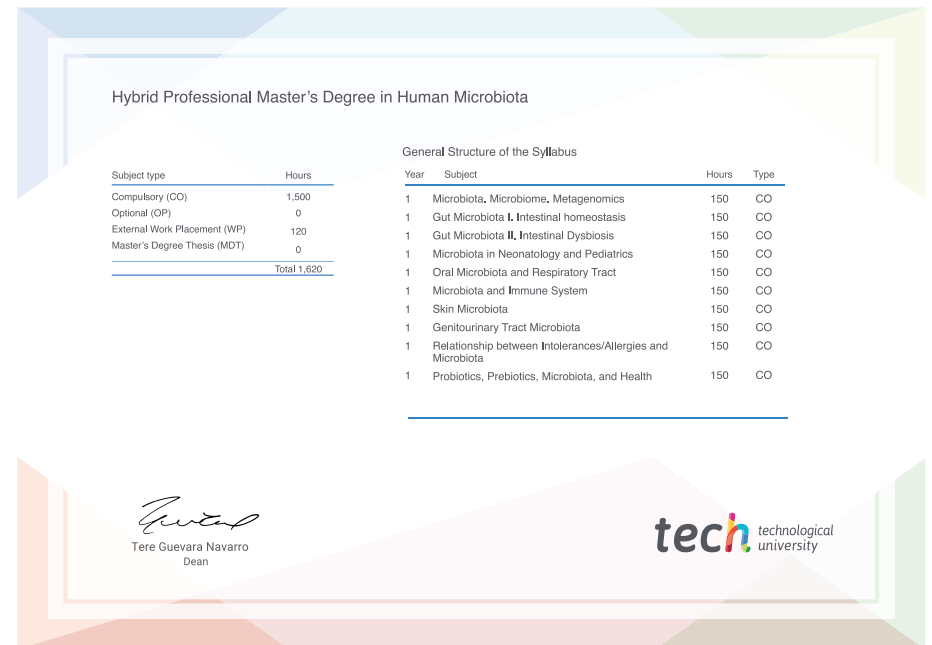 Hybrid Professional Master's Degree in Human Microbiota
Subject type Hours
Compulsory (CO) 1,500
Optional (OP) 0
External Work Placement (WP) 120
Master's Degree Thesis (MDT) 0
Total 1,620
General Structure of the Syllabus
Year Subject Hours Type
1 Microbiota. Microbiome. Metagenomics 150 CO
1 Gut Microbiota I. Intestinal homeostasis 150 CO
1 Gut Microbiota II. Intestinal Dysbiosis 150 CO
1 Microbiota in Neonatology and Pediatrics 150 CO
1 Oral Microbiota and Respiratory Tract 150 CO
1 Microbiota and Immune System 150 CO
1 Skin Microbiota 150 CO
1 Genitourinary Tract Microbiota 150 CO
1 Relationship between Intolerances/Allergies and 150 CO
Microbiota
1 Probiotics, Prebiotics, Microbiota, and Health 150 CO
Tere Guevara Navarro
Dean
tech technological
university